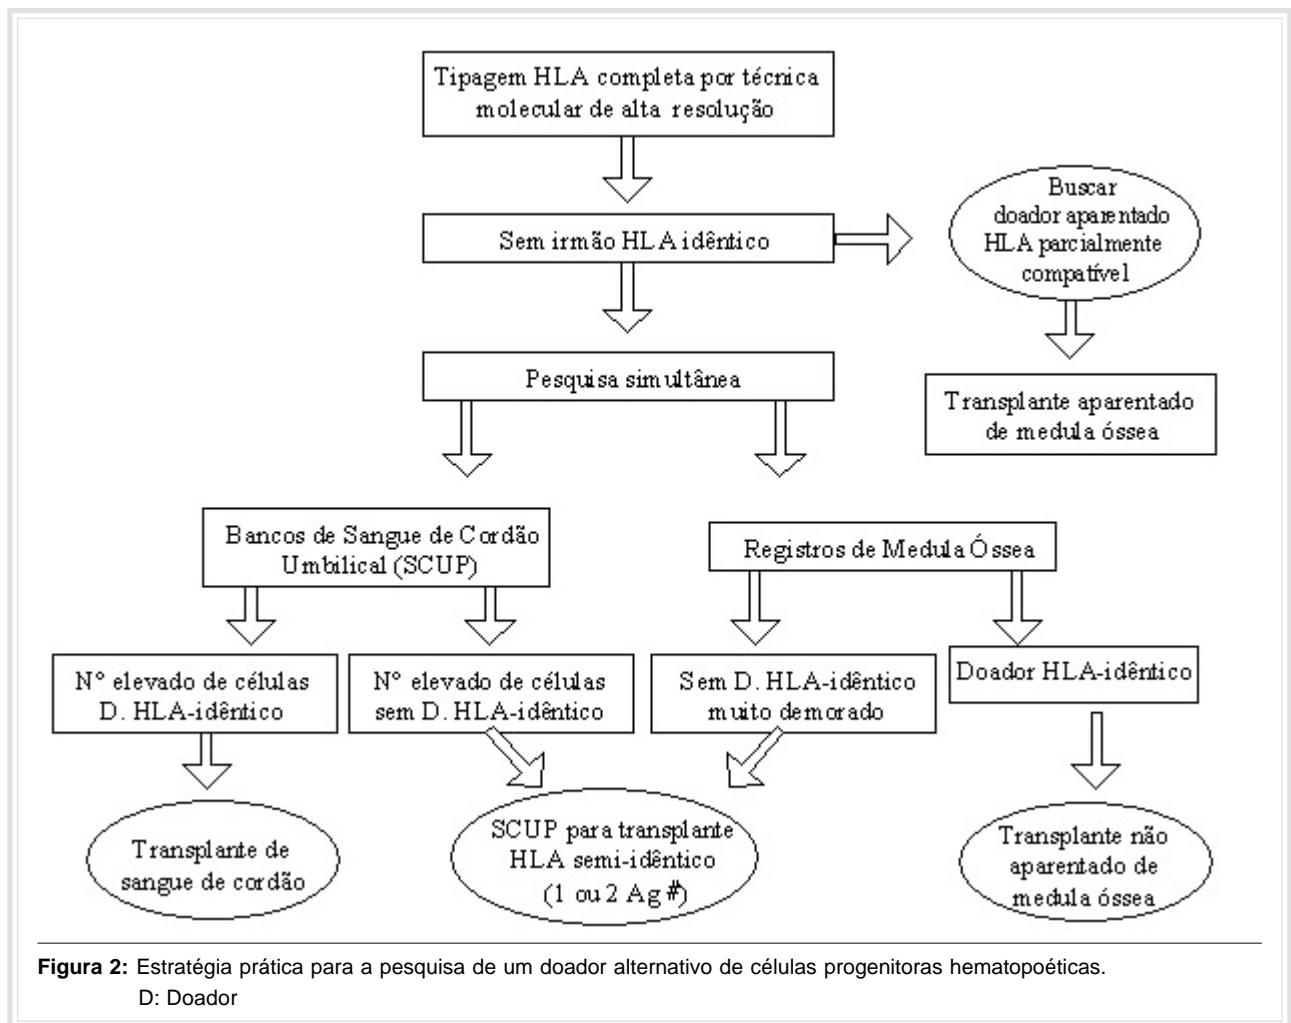 Tipagem HLA completa por técnica
molecular de alta resolução
Sem irmão HLA idêntico
Buscar
doador aparentado
HLA parcialmente
compatível
Pesquisa simultânea
Transplante aparentado
de medula óssea
Bancos de Sangue de Cordão
Umbilical (SCUP)
Registros de Medula Óssea
Nº elevado de células
D. HLA-idêntico
Nº elevado de células
sem D. HLA-idêntico
Sem D. HLA-idêntico
muito demorado
Doador HLA-idêntico
Transplante de
sangue de cordão
SCUP para transplante
HLA semi-idêntico
(1 ou 2 Ag #)
Transplante não
aparentado de
medula óssea
Figura 2: Estratégia prática para a pesquisa de um doador alternativo de células progenitoras hematopoéticas.
D: Doador